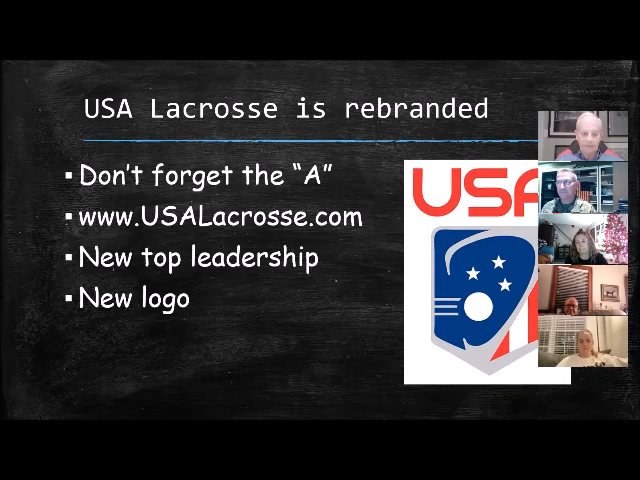 USA Lacrosse is rebranded
▪ Don't forget the "A"
▪ www.USALacrosse.com
▪ New top leadership
▪ New logo
USA